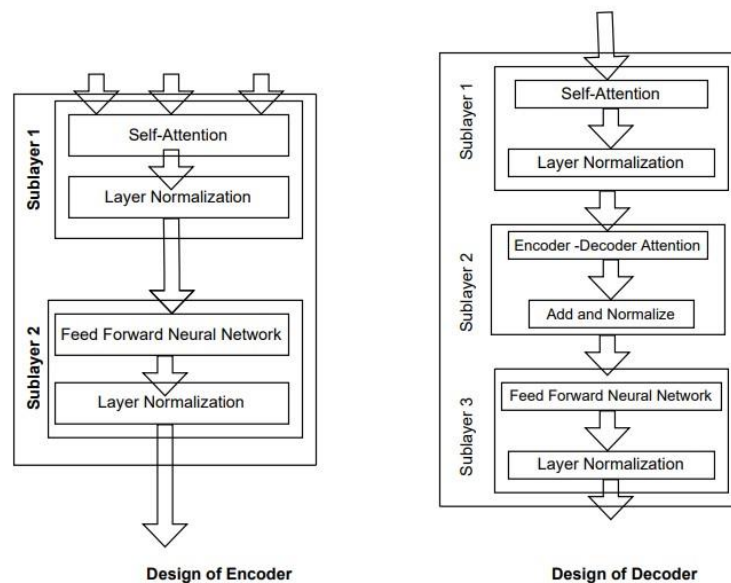 Sublayer 1
Self-Attention
Layer Normalization
Sublayer 2
Feed Forward Neural Network
Layer Normalization
Design of Encoder
Sublayer 1
Self-Attention
Layer Normalization
Sublayer 2
Encoder -Decoder Attention
Add and Normalize
Sublayer 3
Feed Forward Neural Network
Layer Normalization
Design of Decoder